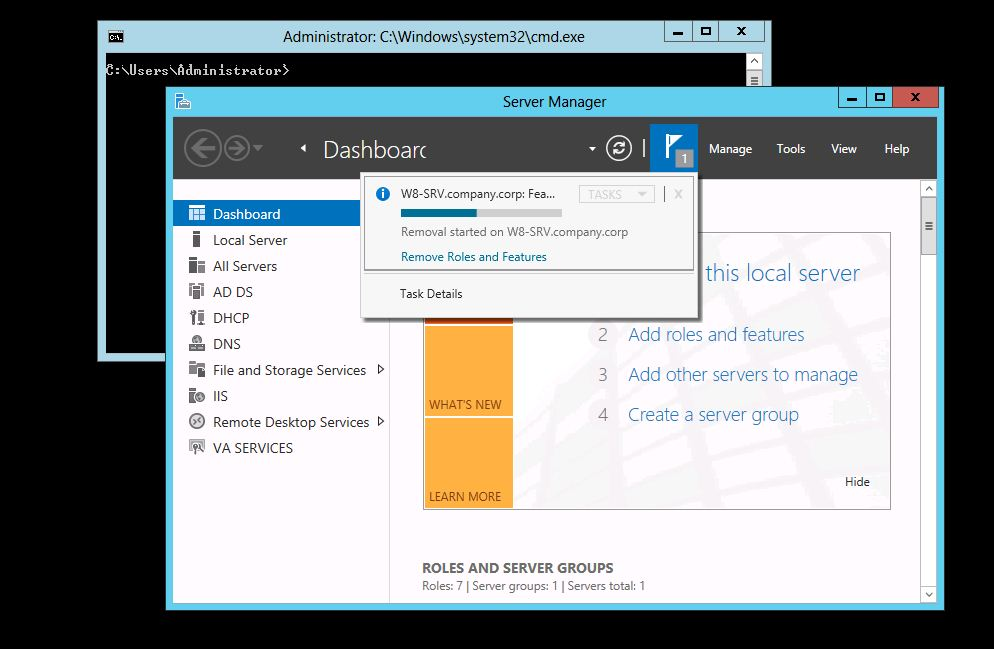 Administrator: C:\Windows\system32\cmd.exe
C:\Users\Administrator>
Server Manager
Dashboard
1
Manage
Tools
View
Help
W8-SRV.company.corp: Fea...
TASKS
X
Removal started on W8-SRV.company.corp
Remove Roles and Features
Task Details
Dashboard
Local Server
All Servers
AD DS
DHCP
DNS
File and Storage Services
IIS
Remote Desktop Services
VA SERVICES
this local server
2 Add roles and features
3 Add other servers to manage
4 Create a server group
WHAT'S NEW
LEARN MORE
Hide
ROLES AND SERVER GROUPS
Roles: 7 | Server groups: 1 | Servers total: 1